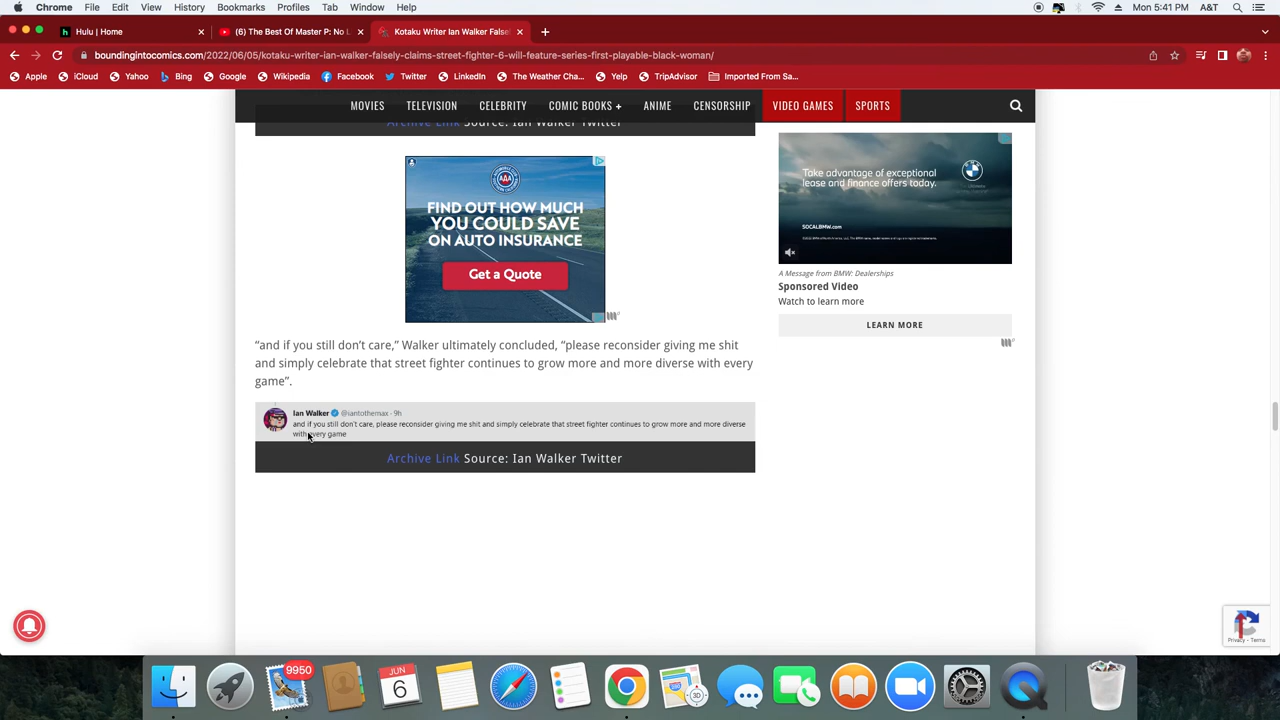 Chrome File Edit View History Bookmarks Profiles Tab Window Help Mon 5:41 PM A&T
Hulu | Home
(6) The Best Of Master P: No L
Kotaku Writer Ian Walker Falsel
boundingintocomics.com/2022/06/05/kotaku-writer-ian-walker-falsely-claims-street-fighter-6-will-feature-series-first-playable-black-woman/
Apple iCloud Yahoo Bing Google Wikipedia Facebook Twitter LinkedIn The Weather Cha... Yelp TripAdvisor Imported From Sa...
MOVIES TELEVISION CELEBRITY COMIC BOOKS + ANIME CENSORSHIP VIDEO GAMES SPORTS
Archive Link Source: Ian Walker Twitter
FIND OUT HOW MUCH
YOU COULD SAVE
ON AUTO INSURANCE
Get a Quote
Take advantage of exceptional
lease and finance offers today.
SOCALBMW.com
A Message from BMW: Dealerships
Sponsored Video
Watch to learn more
LEARN MORE
“and if you still don’t care,” Walker ultimately concluded, “please reconsider giving me shit
and simply celebrate that street fighter continues to grow more and more diverse with every
game”.
Ian Walker @iantothemax · 9h
and if you still don't care, please reconsider giving me shit and simply celebrate that street fighter continues to grow more and more diverse
with every game
Archive Link Source: Ian Walker Twitter
Privacy - Terms
9950
JUN
6
3D